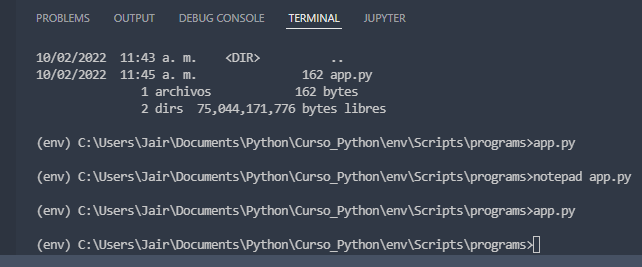 PROBLEMS OUTPUT DEBUG CONSOLE TERMINAL JUPYTER
10/02/2022  11:43 a. m.    <DIR>          ..
10/02/2022  11:45 a. m.               162 app.py
               1 archivos            162 bytes
               2 dirs  75,044,171,776 bytes libres
(env) C:\Users\Jair\Documents\Python\Curso_Python\env\Scripts\programs>app.py
(env) C:\Users\Jair\Documents\Python\Curso_Python\env\Scripts\programs>notepad app.py
(env) C:\Users\Jair\Documents\Python\Curso_Python\env\Scripts\programs>app.py
(env) C:\Users\Jair\Documents\Python\Curso_Python\env\Scripts\programs>